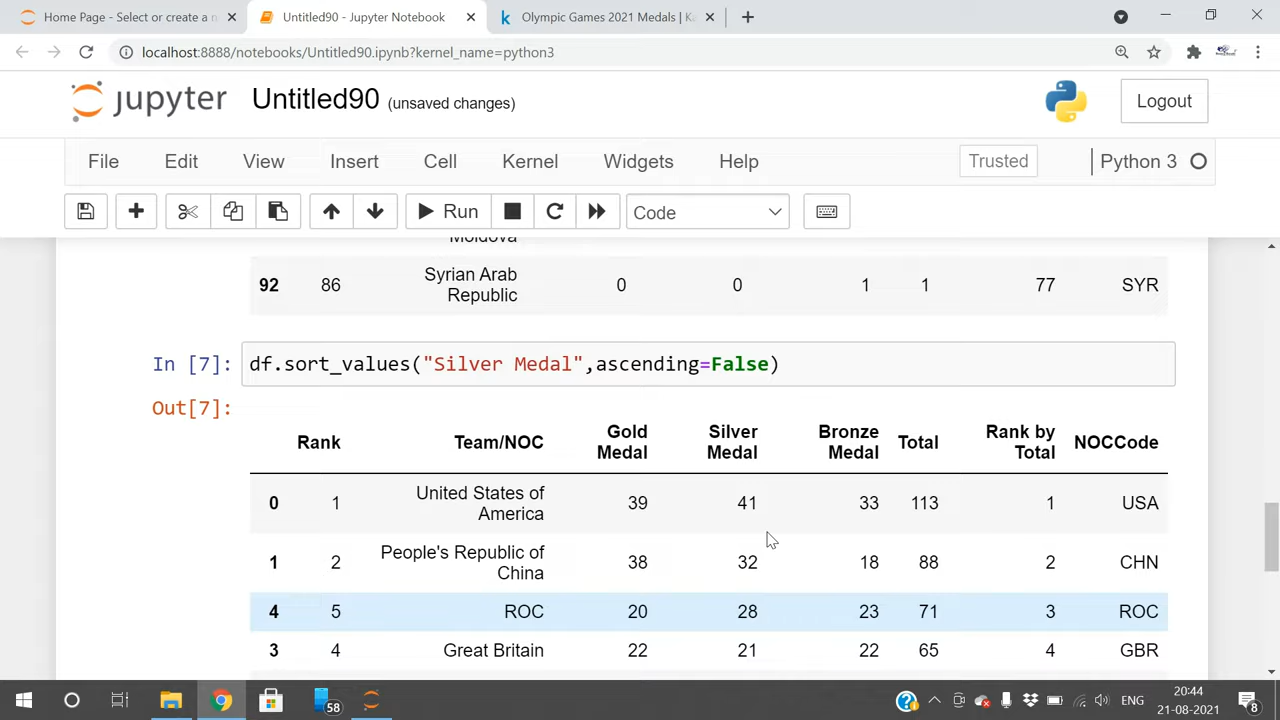 Home Page - Select or create a n
Untitled90 - Jupyter Notebook
Olympic Games 2021 Medals | Ka
localhost:8888/notebooks/Untitled90.ipynb?kernel_name=python3
jupyter Untitled90 (unsaved changes)
Logout
File Edit View Insert Cell Kernel Widgets Help Trusted Python 3
Run Code
Moldova
92 86 Syrian Arab Republic 0 0 1 1 77 SYR
In [7]: df.sort_values("Silver Medal",ascending=False)
Out[7]:
Rank Team/NOC Gold Medal Silver Medal Bronze Medal Total Rank by Total NOCCode
0 1 United States of America 39 41 33 113 1 USA
1 2 People's Republic of China 38 32 18 88 2 CHN
4 5 ROC 20 28 23 71 3 ROC
3 4 Great Britain 22 21 22 65 4 GBR
58
ENG
20:44
21-08-2021
8